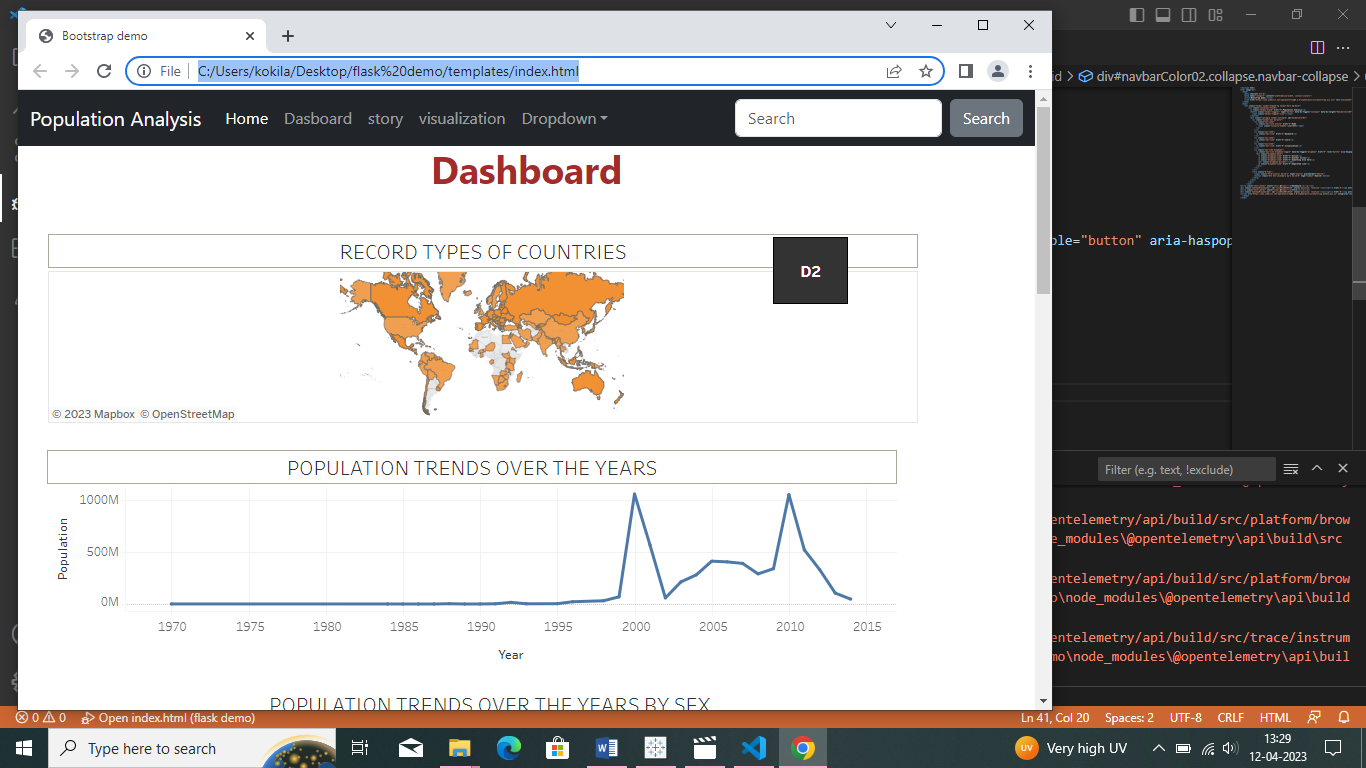 Bootstrap demo
File
C:/Users/kokila/Desktop/flask%20demo/templates/index.html
Population Analysis
Home
Dasboard
story
visualization
Dropdown
Search
Search
Dashboard
RECORD TYPES OF COUNTRIES
D2
© 2023 Mapbox © OpenStreetMap
POPULATION TRENDS OVER THE YEARS
1000M
500M
0M
Population
1970 1975 1980 1985 1990 1995 2000 2005 2010 2015
Year
POPULATION TRENDS OVER THE YEARS BY SEX
id > div#navbarColor02.collapse.navbar-collapse >
ole="button" aria-haspop
Filter (e.g. text, !exclude)
entelemetry/api/build/src/platform/brow
e_modules\@opentelemetry\api\build\src
entelemetry/api/build/src/platform/brow
o\node_modules\@opentelemetry\api\build
entelemetry/api/build/src/trace/instrum
mo\node_modules\@opentelemetry\api\buil
0 0 Open index.html (flask demo)
Ln 41, Col 20 Spaces: 2 UTF-8 CRLF HTML
Type here to search
UV Very high UV
13:29
12-04-2023